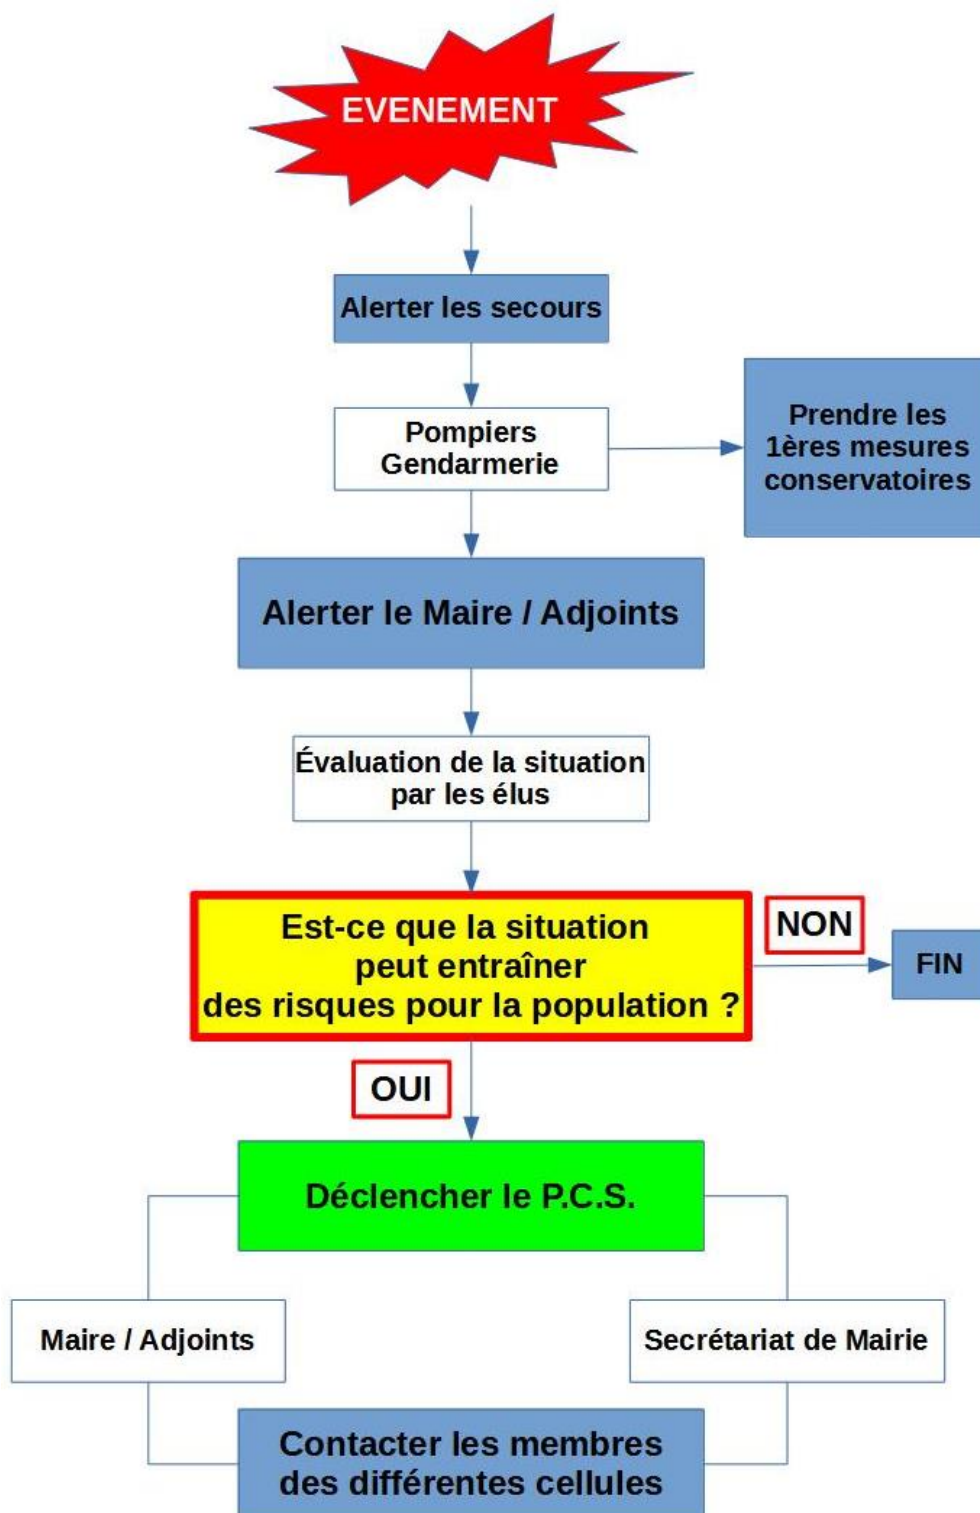 EVENEMENT
Alerter les secours
Pompiers
Gendarmerie
Prendre les
1ères mesures
conservatoires
Alerter le Maire / Adjoints
Évaluation de la situation
par les élus
Est-ce que la situation
peut entraîner
des risques pour la population ?
NON
FIN
OUI
Déclencher le P.C.S.
Maire / Adjoints
Secrétariat de Mairie
Contacter les membres
des différentes cellules